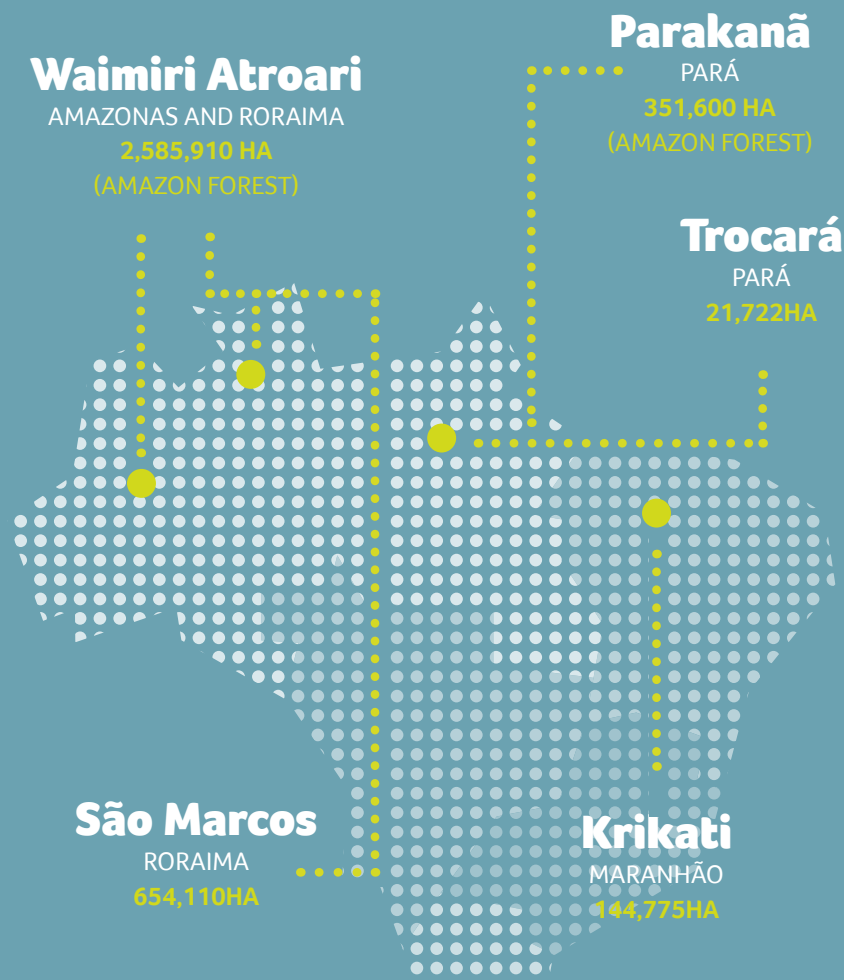 Waimiri Atroari
AMAZONAS AND RORAIMA
2,585,910 HA
(AMAZON FOREST)
Parakanã
PARÁ
351,600 HA
(AMAZON FOREST)
Trocará
PARÁ
21,722HA
São Marcos
RORAIMA
654,110HA
Krikati
MARANHÃO
144,775HA